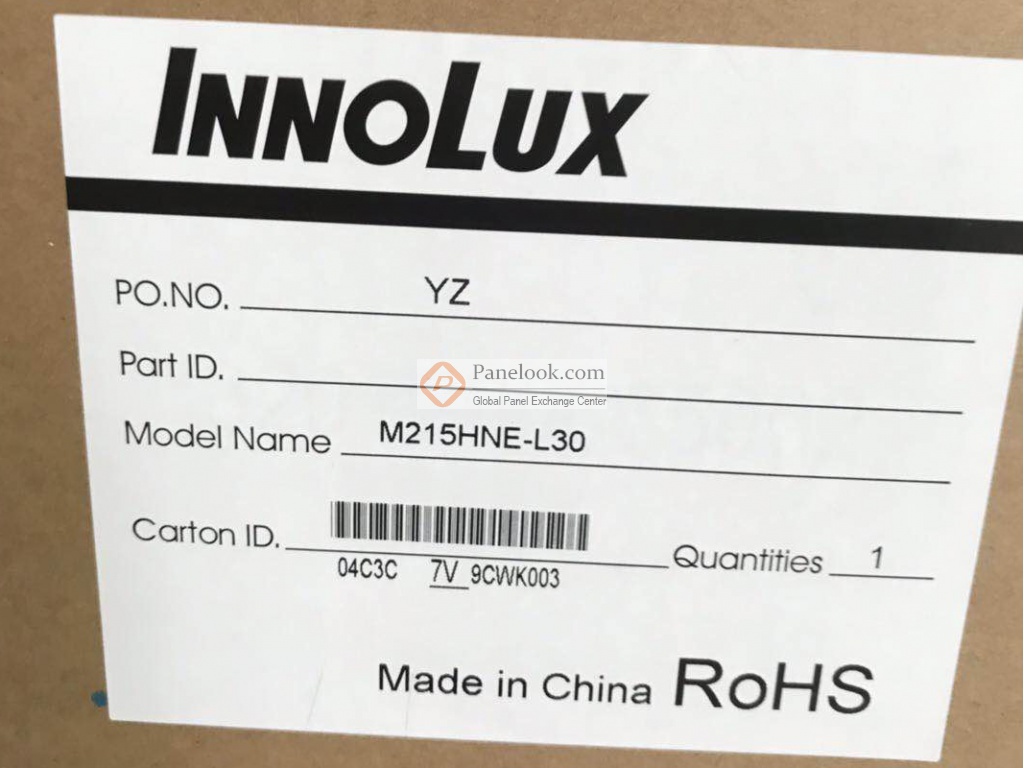 INNOLUX
PO.NO. YZ
Part ID.
Panelook.com
Global Panel Exchange Center
Model Name M215HNE-L30
Carton ID. Quantities 1
04C3C 7V 9CWK003
Made in China RoHS